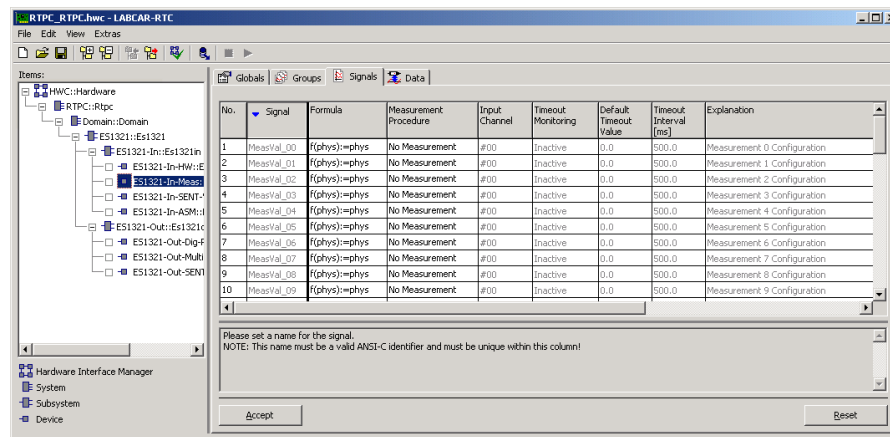 RTPC_RTPC.hwc - LABCAR-RTC
File Edit View Extras
Items:
HWC::Hardware
RTPC::Rtpc
Domain::Domain
ES1321::Es1321
ES1321-In::Es1321in
ES1321-In-HW::E
ES1321-In-Meas:
ES1321-In-SENT-
ES1321-In-ASM::
ES1321-Out::Es1321o
ES1321-Out-Dig-F
ES1321-Out-Multi
ES1321-Out-SENT
Hardware Interface Manager
System
Subsystem
Device
Globals Groups Signals Data
No. Signal Formula Measurement Procedure Input Channel Timeout Monitoring Default Timeout Value Timeout Interval [ms] Explanation
1 MeasVal_00 f(phys):=phys No Measurement #00 Inactive 0.0 500.0 Measurement 0 Configuration
2 MeasVal_01 f(phys):=phys No Measurement #00 Inactive 0.0 500.0 Measurement 1 Configuration
3 MeasVal_02 f(phys):=phys No Measurement #00 Inactive 0.0 500.0 Measurement 2 Configuration
4 MeasVal_03 f(phys):=phys No Measurement #00 Inactive 0.0 500.0 Measurement 3 Configuration
5 MeasVal_04 f(phys):=phys No Measurement #00 Inactive 0.0 500.0 Measurement 4 Configuration
6 MeasVal_05 f(phys):=phys No Measurement #00 Inactive 0.0 500.0 Measurement 5 Configuration
7 MeasVal_06 f(phys):=phys No Measurement #00 Inactive 0.0 500.0 Measurement 6 Configuration
8 MeasVal_07 f(phys):=phys No Measurement #00 Inactive 0.0 500.0 Measurement 7 Configuration
9 MeasVal_08 f(phys):=phys No Measurement #00 Inactive 0.0 500.0 Measurement 8 Configuration
10 MeasVal_09 f(phys):=phys No Measurement #00 Inactive 0.0 500.0 Measurement 9 Configuration
Please set a name for the signal.
NOTE: This name must be a valid ANSI-C identifier and must be unique within this column!
Accept Reset